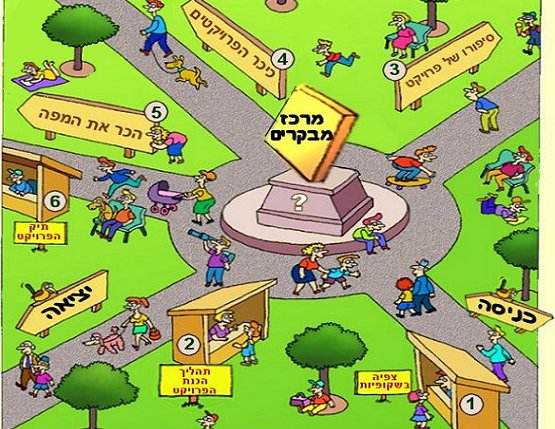 4
כיכר הפרויקטים
3
סיפורו של פרויקט
5
הכר את המפה
מרכז
מבקרים
?
6
תיק
הפרויקט
יציאה
כניסה
2
תהליך
הכנת
הפרויקט
צפיה
בשקופיות
1